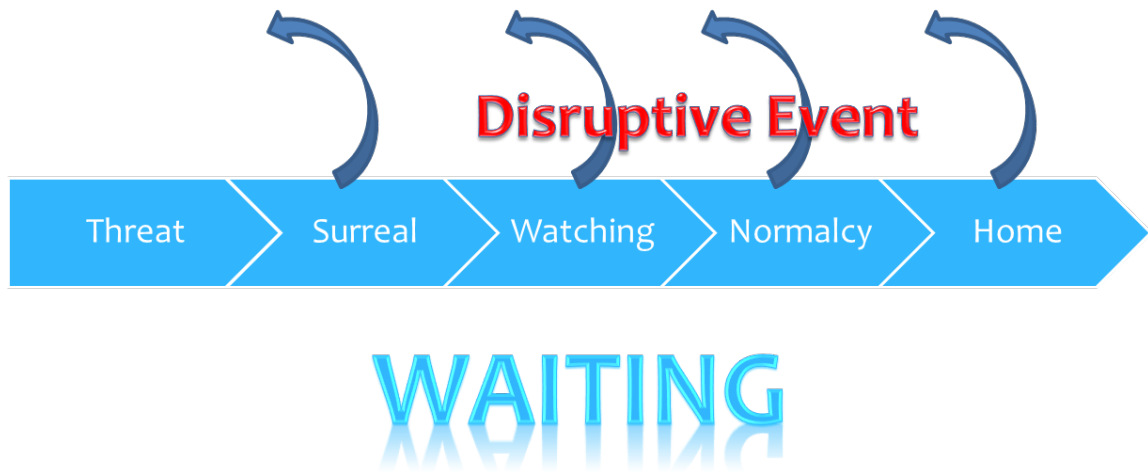 Disruptive Event
Threat
Surreal
Watching
Normalcy
Home
WAITING